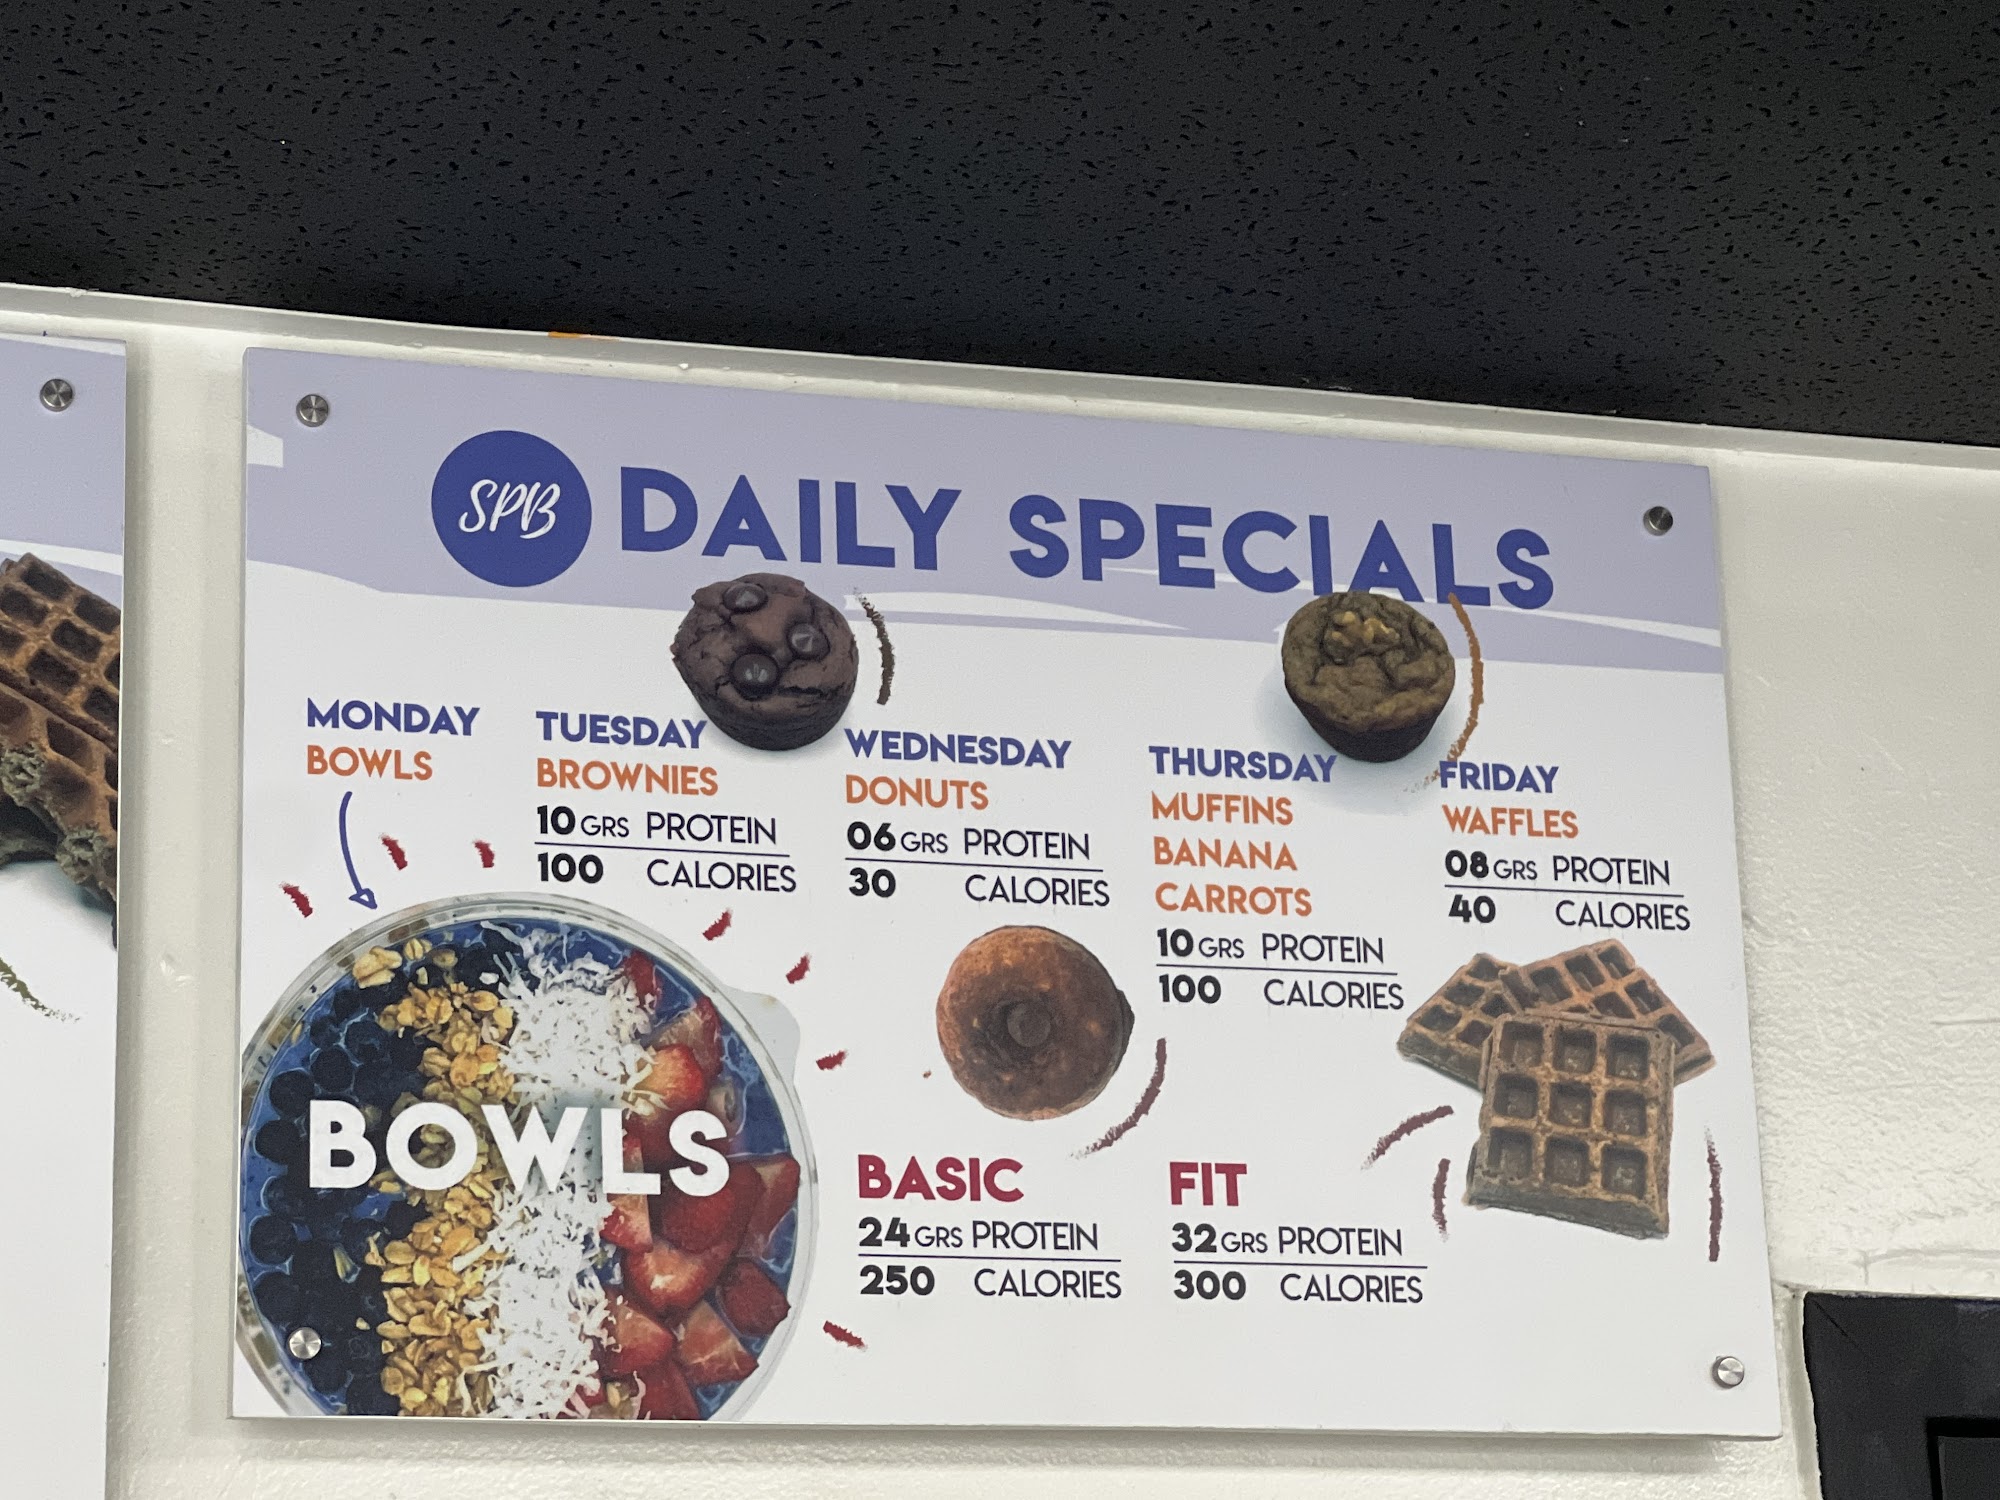 SPB DAILY SPECIALS
MONDAY
BOWLS
TUESDAY
BROWNIES
10 GRS PROTEIN
100 CALORIES
WEDNESDAY
DONUTS
06 GRS PROTEIN
30 CALORIES
THURSDAY
MUFFINS
BANANA
CARROTS
10 GRS PROTEIN
100 CALORIES
FRIDAY
WAFFLES
08 GRS PROTEIN
40 CALORIES
BOWLS
BASIC
24 GRS PROTEIN
250 CALORIES
FIT
32 GRS PROTEIN
300 CALORIES